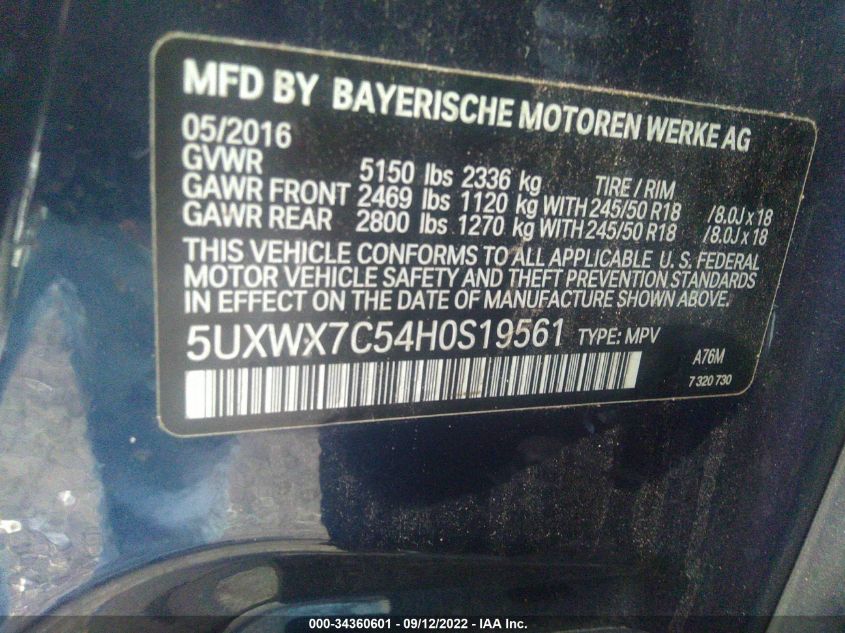 MFD BY BAYERISCHE MOTOREN WERKE AG
05/2016
GVWR 5150 lbs 2336 kg TIRE / RIM
GAWR FRONT 2469 lbs 1120 kg WITH 245/50 R18 /8.0J x 18
GAWR REAR 2800 lbs 1270 kg WITH 245/50 R18 /8.0J x 18
THIS VEHICLE CONFORMS TO ALL APPLICABLE U. S. FEDERAL
MOTOR VEHICLE SAFETY AND THEFT PREVENTION STANDARDS
IN EFFECT ON THE DATE OF MANUFACTURE SHOWN ABOVE.
5UXWX7C54H0S19561 TYPE: MPV
A76M
7 320 730
000-34360601 - 09/12/2022 - IAA Inc.